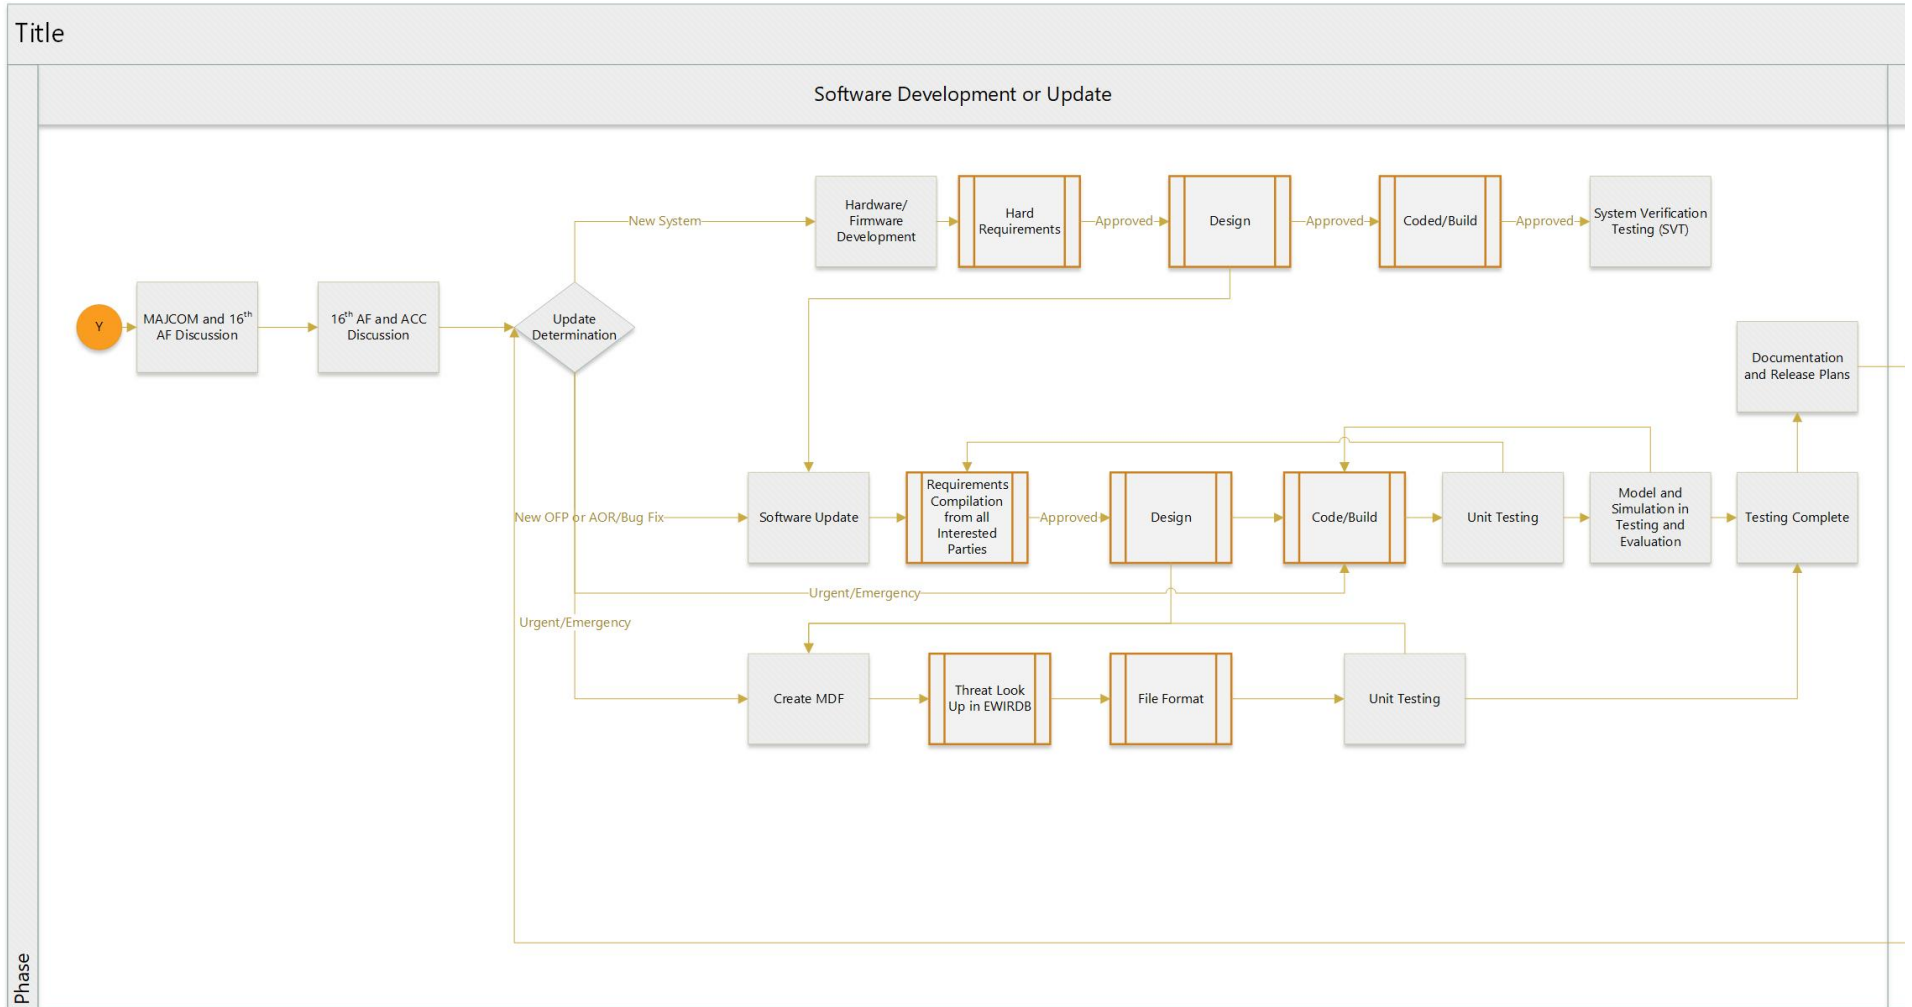 Title
Software Development or Update
Hardware/
Firmware
Development
Hard
Requirements
Design
Coded/Build
System Verification
Testing (SVT)
New System
Approved
Approved
Approved
Y
MAJCOM and 16th
AF Discussion
16th AF and ACC
Discussion
Update
Determination
Documentation
and Release Plans
New OFP or AOR/Bug Fix
Software Update
Requirements
Compilation
from all
Interested
Parties
Approved
Design
Code/Build
Unit Testing
Model and
Simulation in
Testing and
Evaluation
Testing Complete
Urgent/Emergency
Urgent/Emergency
Create MDF
Threat Look
Up in EWIRDB
File Format
Unit Testing
Phase